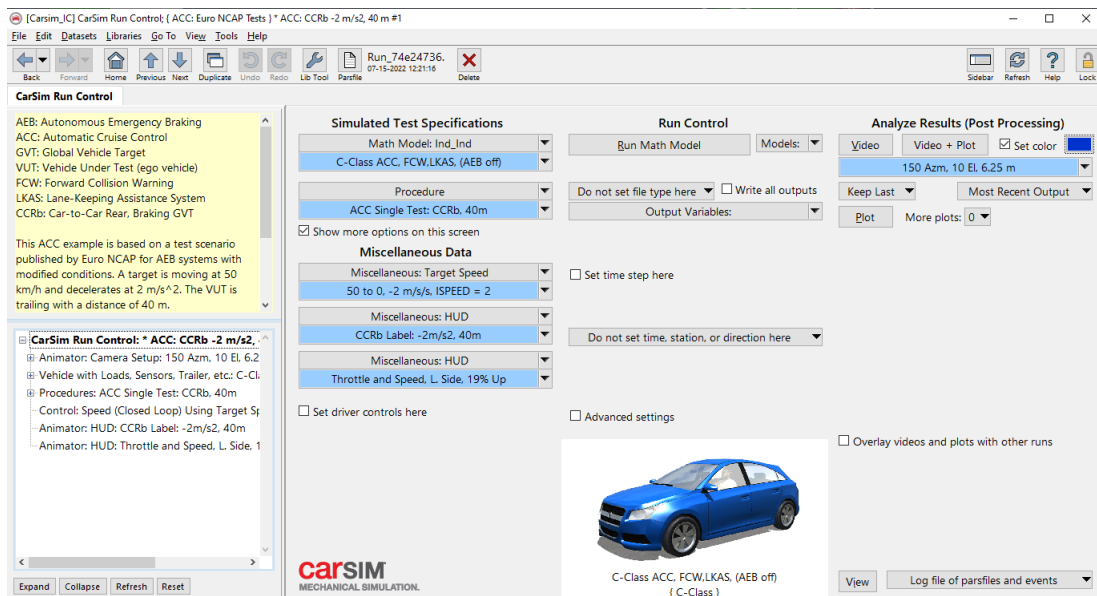 [Carsim_IC] CarSim Run Control; { ACC: Euro NCAP Tests } * ACC: CCRb -2 m/s2, 40 m #1
File Edit Datasets Libraries Go To View Tools Help
Back Forward Home Previous Next Duplicate Undo Redo Lib Tool Parsfile
Run_74e24736.
07-15-2022 12:21:16
Delete
Sidebar Refresh Help Lock
CarSim Run Control
AEB: Autonomous Emergency Braking
ACC: Automatic Cruise Control
GVT: Global Vehicle Target
VUT: Vehicle Under Test (ego vehicle)
FCW: Forward Collision Warning
LKAS: Lane-Keeping Assistance System
CCRb: Car-to-Car Rear, Braking GVT
This ACC example is based on a test scenario
published by Euro NCAP for AEB systems with
modified conditions. A target is moving at 50
km/h and decelerates at 2 m/s^2. The VUT is
trailing with a distance of 40 m.
CarSim Run Control: * ACC: CCRb -2 m/s2,
Animator: Camera Setup: 150 Azm, 10 El, 6.2
Vehicle with Loads, Sensors, Trailer, etc.: C-Cl
Procedures: ACC Single Test: CCRb, 40m
Control: Speed (Closed Loop) Using Target Sp
Animator: HUD: CCRb Label: -2m/s2, 40m
Animator: HUD: Throttle and Speed, L. Side, 1
Expand Collapse Refresh Reset
Simulated Test Specifications
Math Model: Ind_Ind
C-Class ACC, FCW,LKAS, (AEB off)
Procedure
ACC Single Test: CCRb, 40m
Show more options on this screen
Miscellaneous Data
Miscellaneous: Target Speed
50 to 0, -2 m/s/s, ISPEED = 2
Miscellaneous: HUD
CCRb Label: -2m/s2, 40m
Miscellaneous: HUD
Throttle and Speed, L. Side, 19% Up
Set driver controls here
carSIM
MECHANICAL SIMULATION.
Run Control
Run Math Model
Models:
Do not set file type here
Write all outputs
Output Variables:
Set time step here
Do not set time, station, or direction here
Advanced settings
C-Class ACC, FCW,LKAS, (AEB off)
{ C-Class }
Analyze Results (Post Processing)
Video
Video + Plot
Set color
150 Azm, 10 El, 6.25 m
Keep Last
Most Recent Output
Plot
More plots: 0
Overlay videos and plots with other runs
View
Log file of parsfiles and events